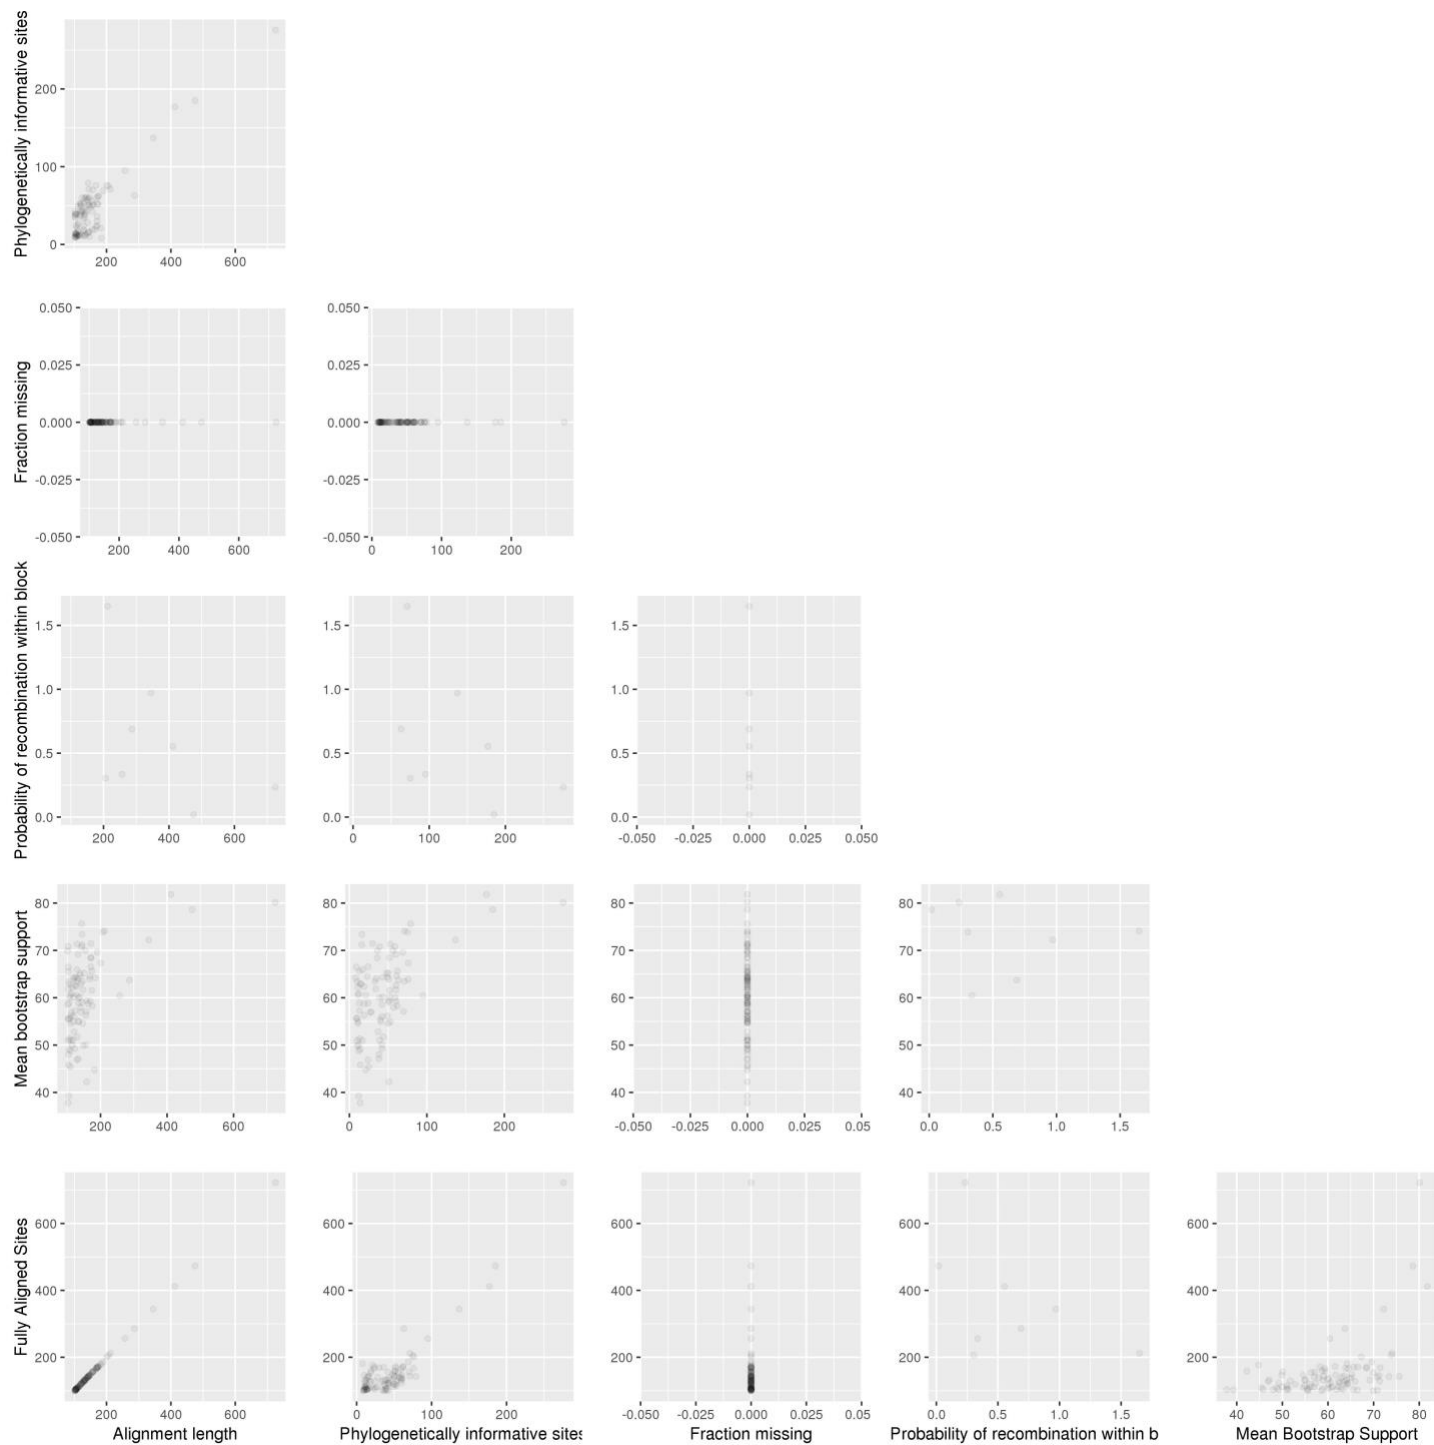 Phylogenetically informative sites
200
100
0
200 400 600
Fraction missing
0.050
0.025
0.000
-0.025
-0.050
200 400 600
0.050
0.025
0.000
-0.025
-0.050
0 100 200
Probability of recombination within block
1.5
1.0
0.5
0.0
200 400 600
1.5
1.0
0.5
0.0
0 100 200
1.5
1.0
0.5
0.0
-0.050 -0.025 0.000 0.025 0.050
Mean bootstrap support
80
70
60
50
40
200 400 600
80
70
60
50
40
0 100 200
80
70
60
50
40
-0.050 -0.025 0.000 0.025 0.05
80
70
60
50
40
0.0 0.5 1.0 1.5
Fully Aligned Sites
600
400
200
200 400 600
Alignment length
600
400
200
0 100 200
Phylogenetically informative sites
600
400
200
-0.050 -0.025 0.000 0.025 0.05
Fraction missing
600
400
200
0.0 0.5 1.0 1.5
Probability of recombination within b
600
400
200
40 50 60 70 80
Mean Bootstrap Support